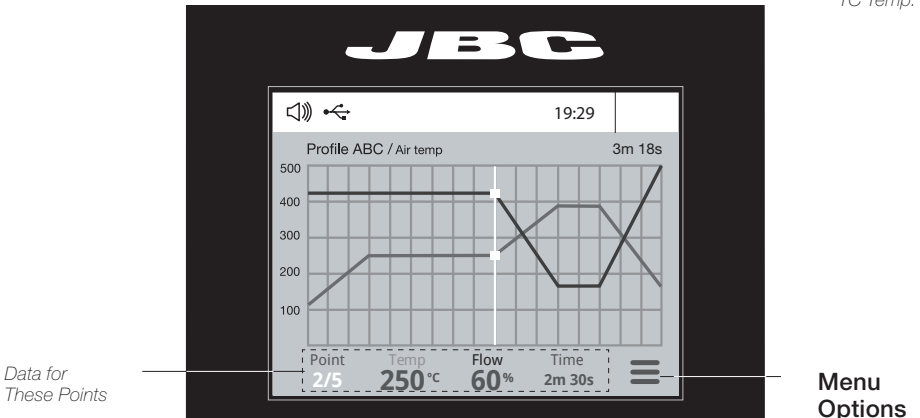 TC Temp.
JBC
19:29
Profile ABC / Air temp 3m 18s
500
400
300
200
100
Point Temp Flow Time
2/5 250°C 60% 2m 30s
Data for
These Points
Menu
Options